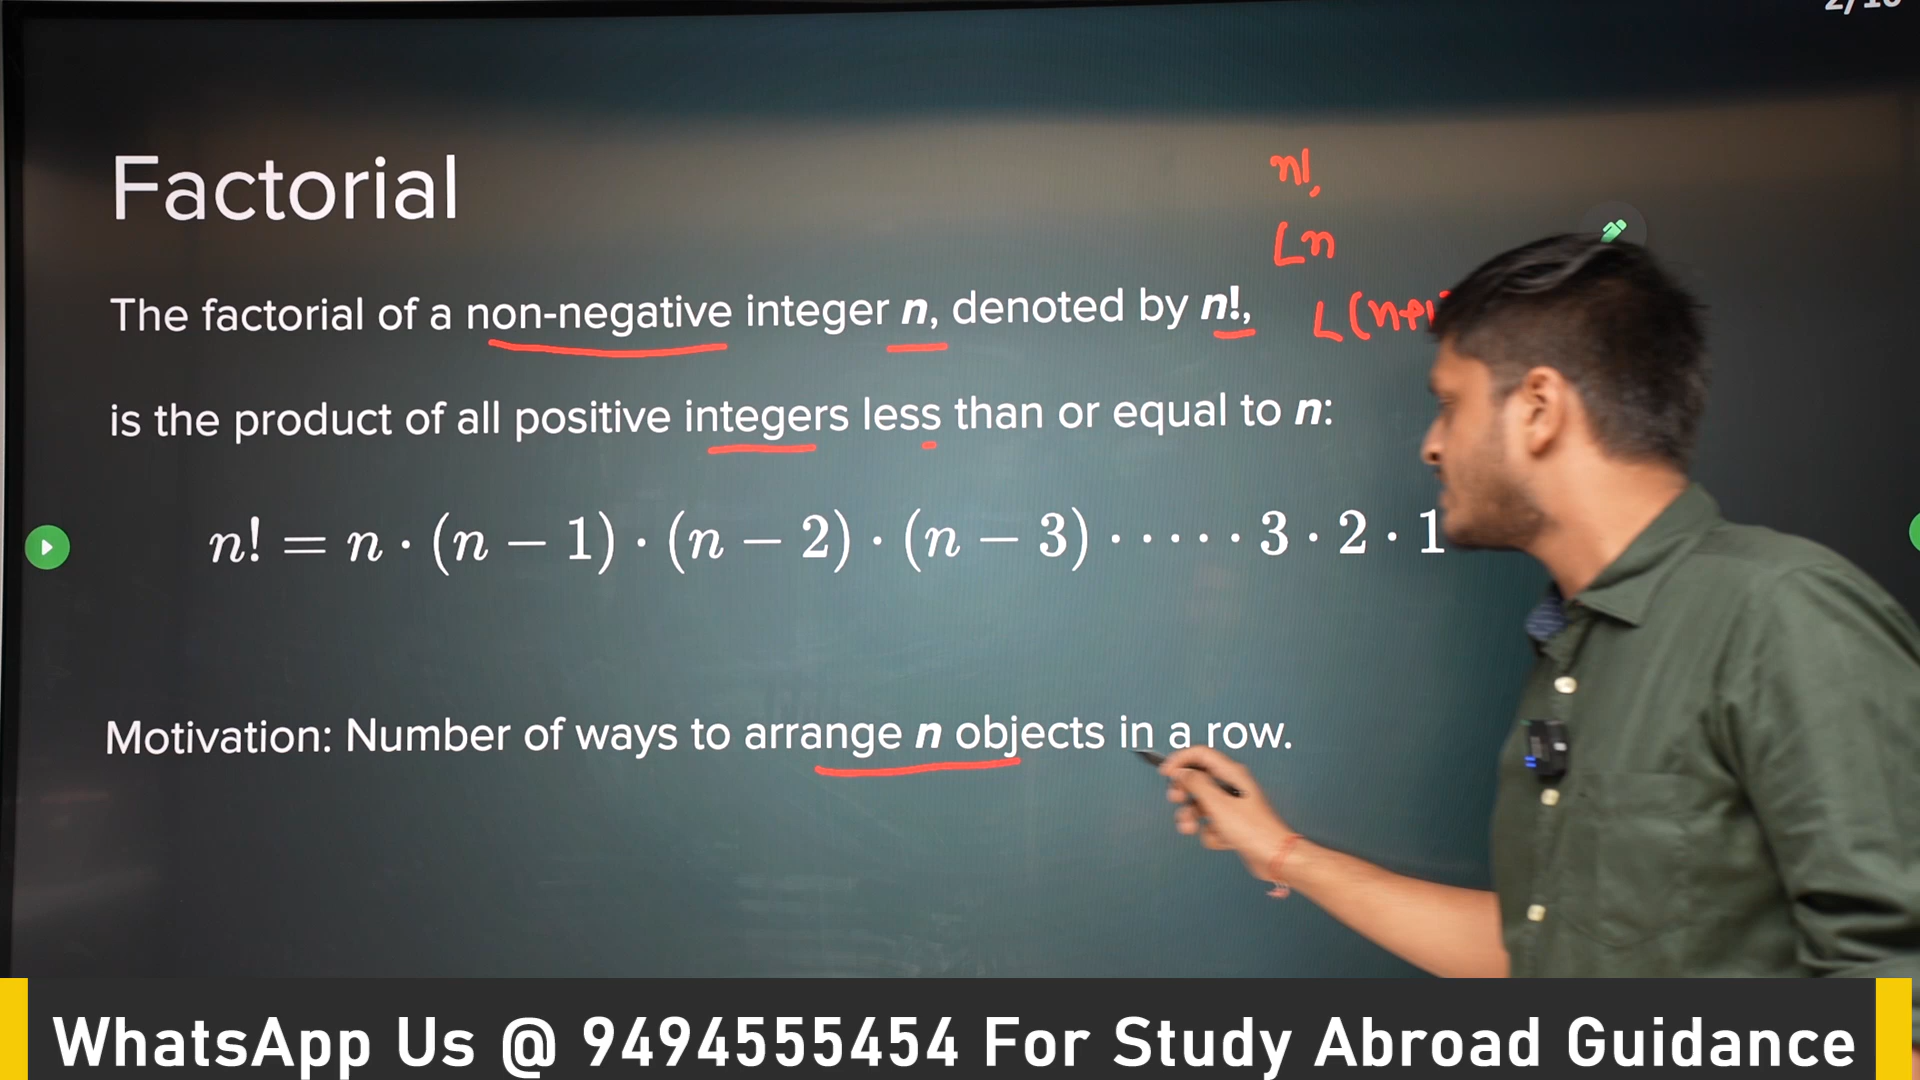 Factorial
n!,
Ln
The factorial of a non-negative integer n, denoted by n!,
is the product of all positive integers less than or equal to n:
n! = n · (n − 1) · (n − 2) · (n − 3) · · · · · 3 · 2 · 1
Motivation: Number of ways to arrange n objects in a row.
WhatsApp Us @ 9494555454 For Study Abroad Guidance